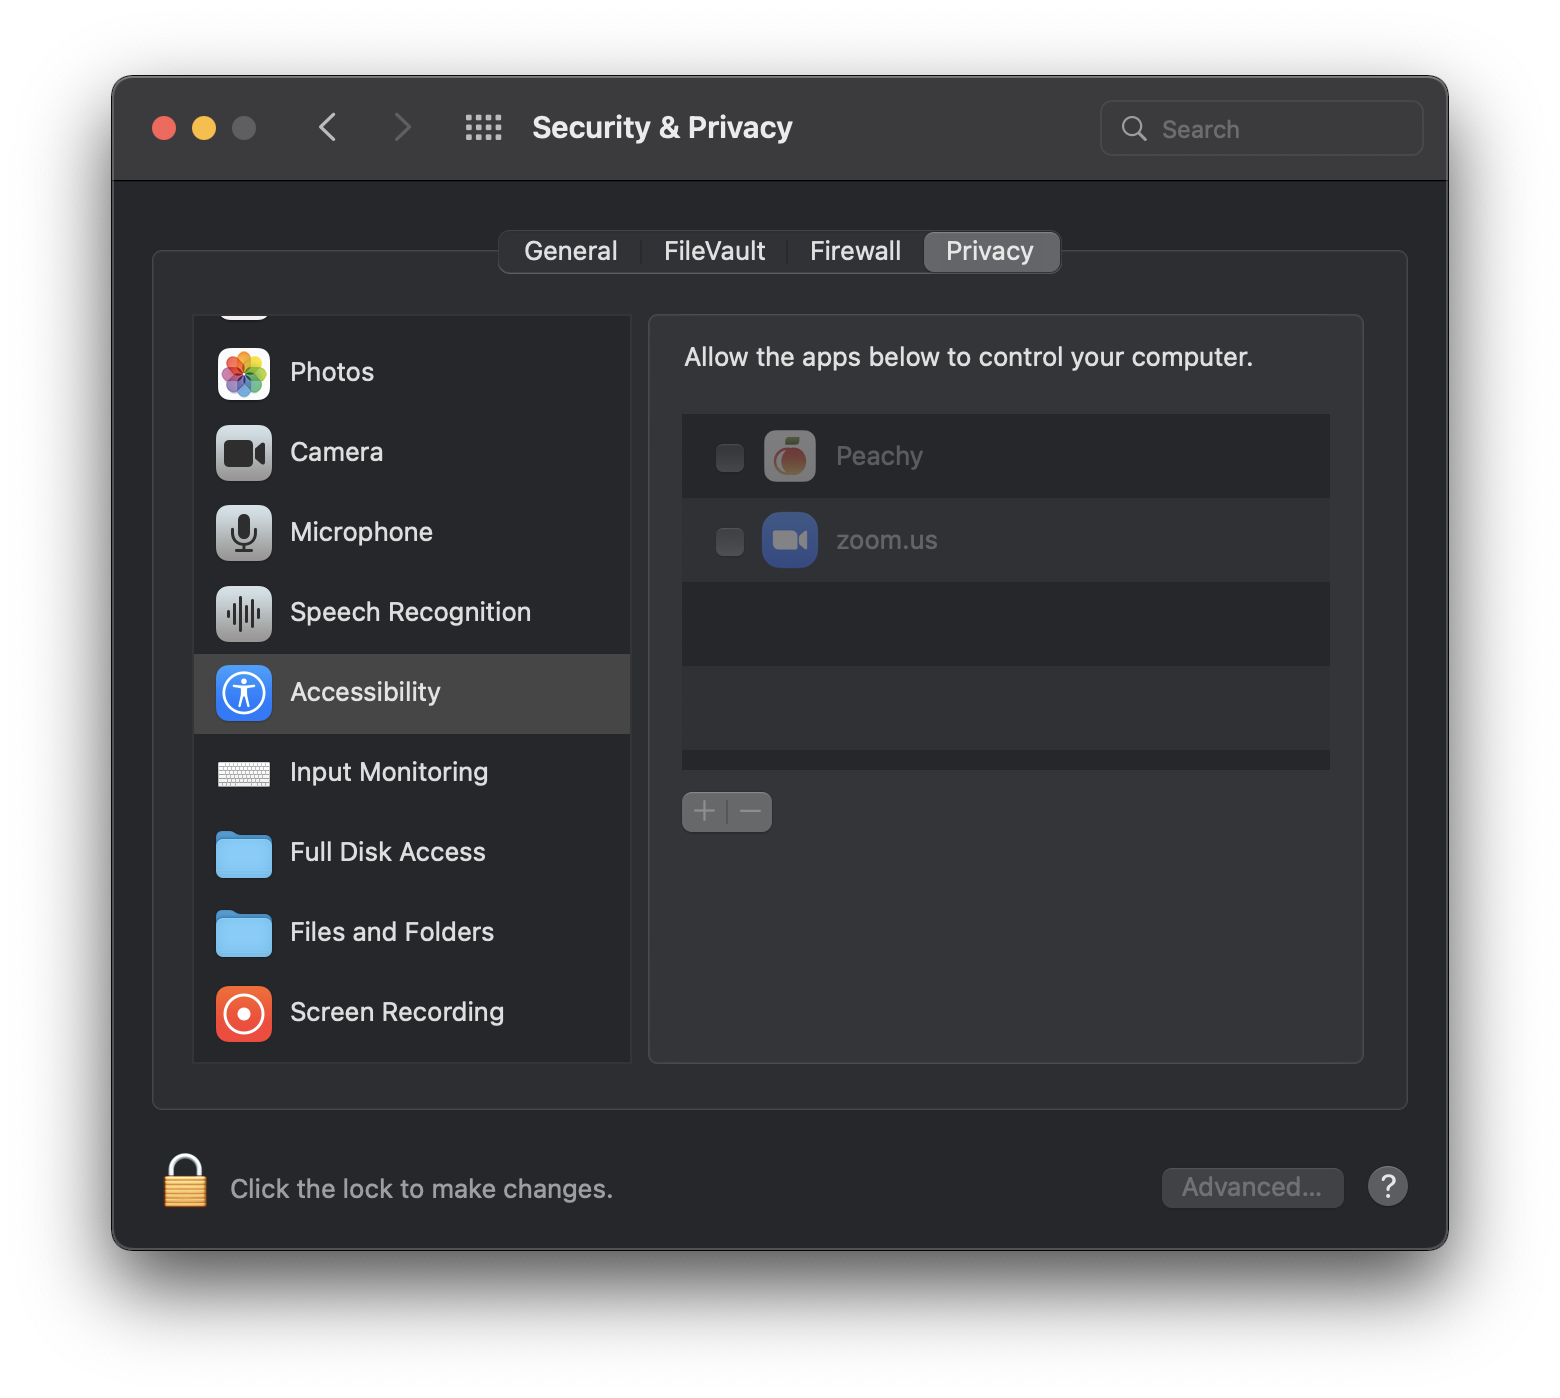 Security & Privacy
Search
General
FileVault
Firewall
Privacy
Photos
Camera
Microphone
Speech Recognition
Accessibility
Input Monitoring
Full Disk Access
Files and Folders
Screen Recording
Allow the apps below to control your computer.
Peachy
zoom.us
Click the lock to make changes.
Advanced...
?